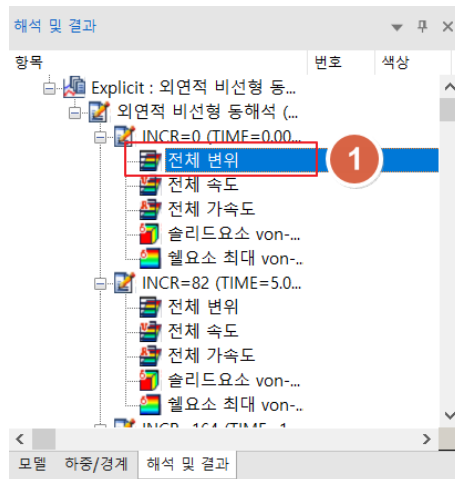 해석 및 결과
항목 번호 색상
Explicit : 외연적 비선형 동...
외연적 비선형 동해석 (...
INCR=0 (TIME=0.00...
전체 변위 1
전체 속도
전체 가속도
솔리드요소 von-...
쉘요소 최대 von-..
INCR=82 (TIME=5.0...
전체 변위
전체 속도
전체 가속도
솔리드요소 von-...
쉘요소 최대 von-..
INCR=164 (TIME=1...
모델 하중/경계 해석 및 결과